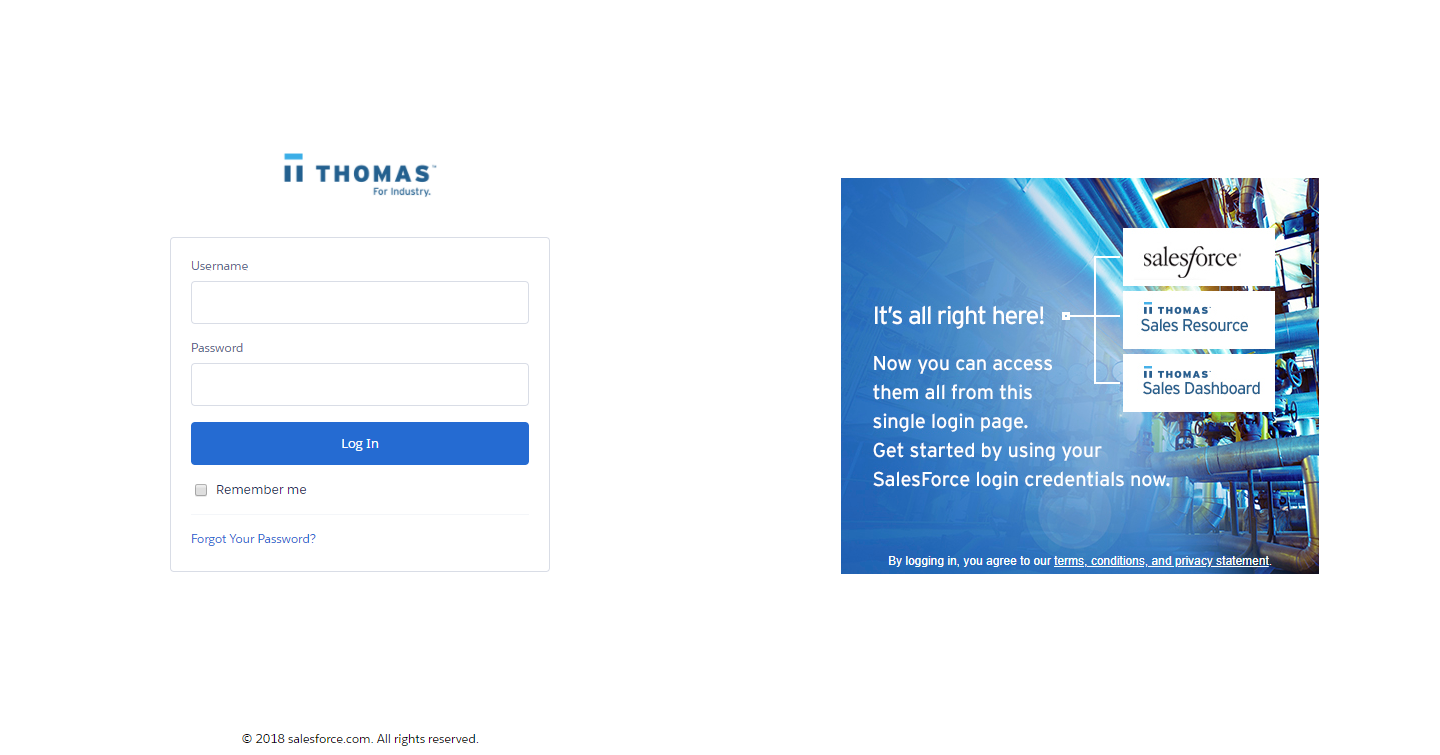 THOMAS™
For Industry.
Username
Password
Log In
Remember me
Forgot Your Password?
© 2018 salesforce.com. All rights reserved.
salesforce
It's all right here!
THOMAS
Sales Resource
THOMAS
Sales Dashboard
Now you can access
them all from this
single login page.
Get started by using your
SalesForce login credentials now.
By logging in, you agree to our terms, conditions, and privacy statement.